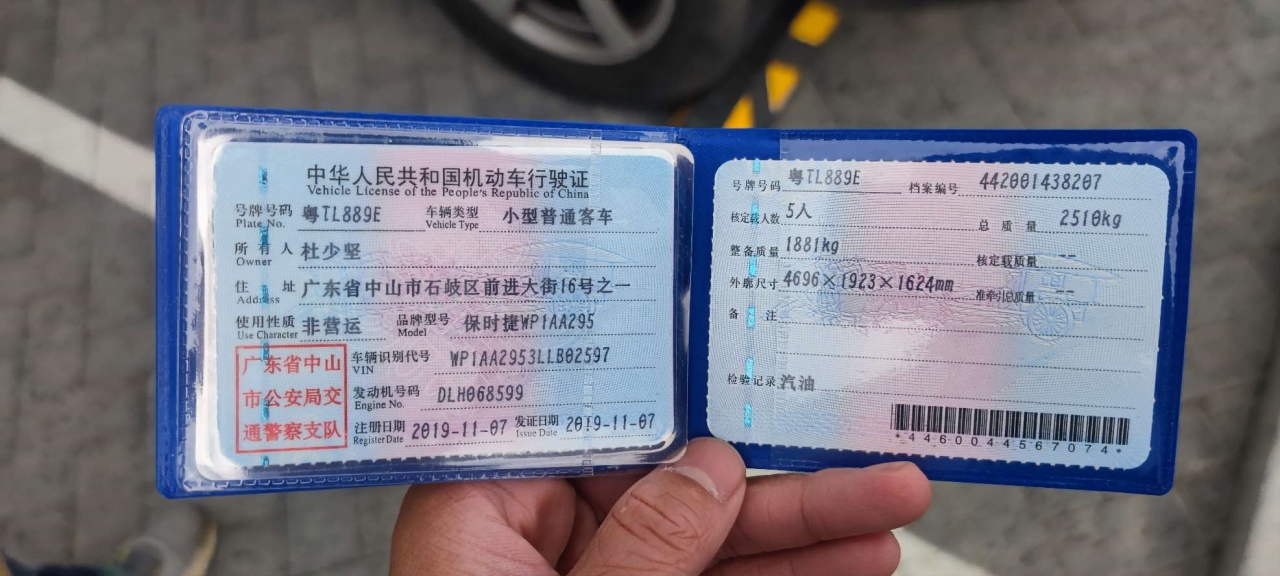 中华人民共和国机动车行驶证
Vehicle License of the People's Republic of China
号牌号码 粤TL889E 车辆类型 小型普通客车
Plate No. Vehicle Type
所有人 杜少坚
Owner
住址 广东省中山市石岐区前进大街16号之一
Address
使用性质 非营运 品牌型号 保时捷WP1AA295
Use Character Model
广东省中山
市公安局交
通警察支队
车辆识别代号 WP1AA2953LLB02597
VIN
发动机号码 DLH068599
Engine No.
注册日期 2019-11-07 发证日期 2019-11-07
Register Date Issue Date
号牌号码 粤TL889E 档案编号 442001438207
核定载人数 5人 总质量 2510kg
整备质量 1881kg 核定载质量 --
外廓尺寸 4696×1923×1624mm 准牵引总质量 --
备注
检验记录 汽油
*4460044567074*